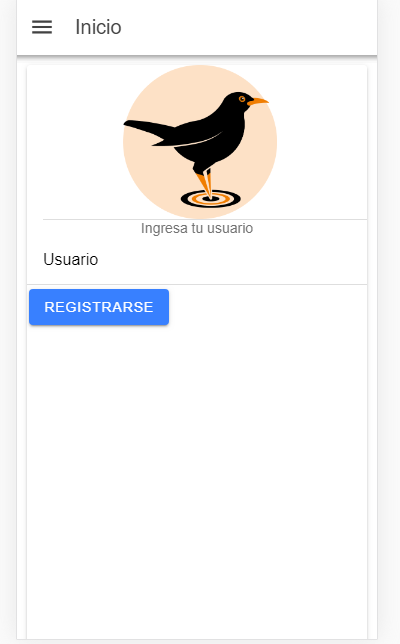 Inicio
Ingresa tu usuario
Usuario
REGISTRARSE